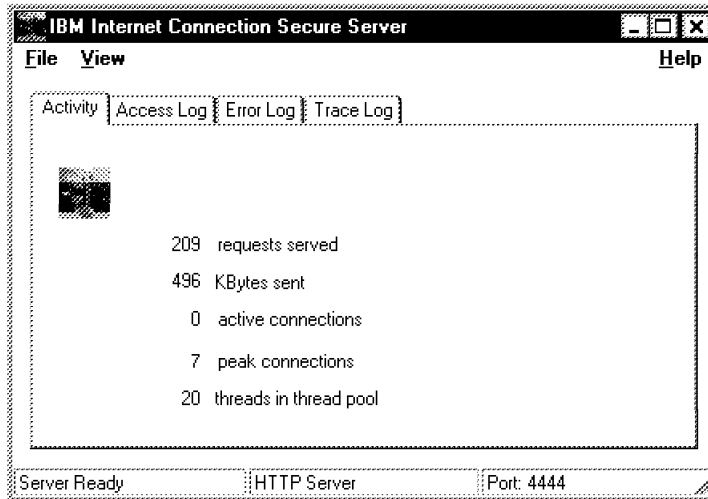 IBM Internet Connection Secure Server
File View Help
Activity Access Log Error Log Trace Log
209 requests served
496 KBytes sent
0 active connections
7 peak connections
20 threads in thread pool
Server Ready HTTP Server Port: 4444